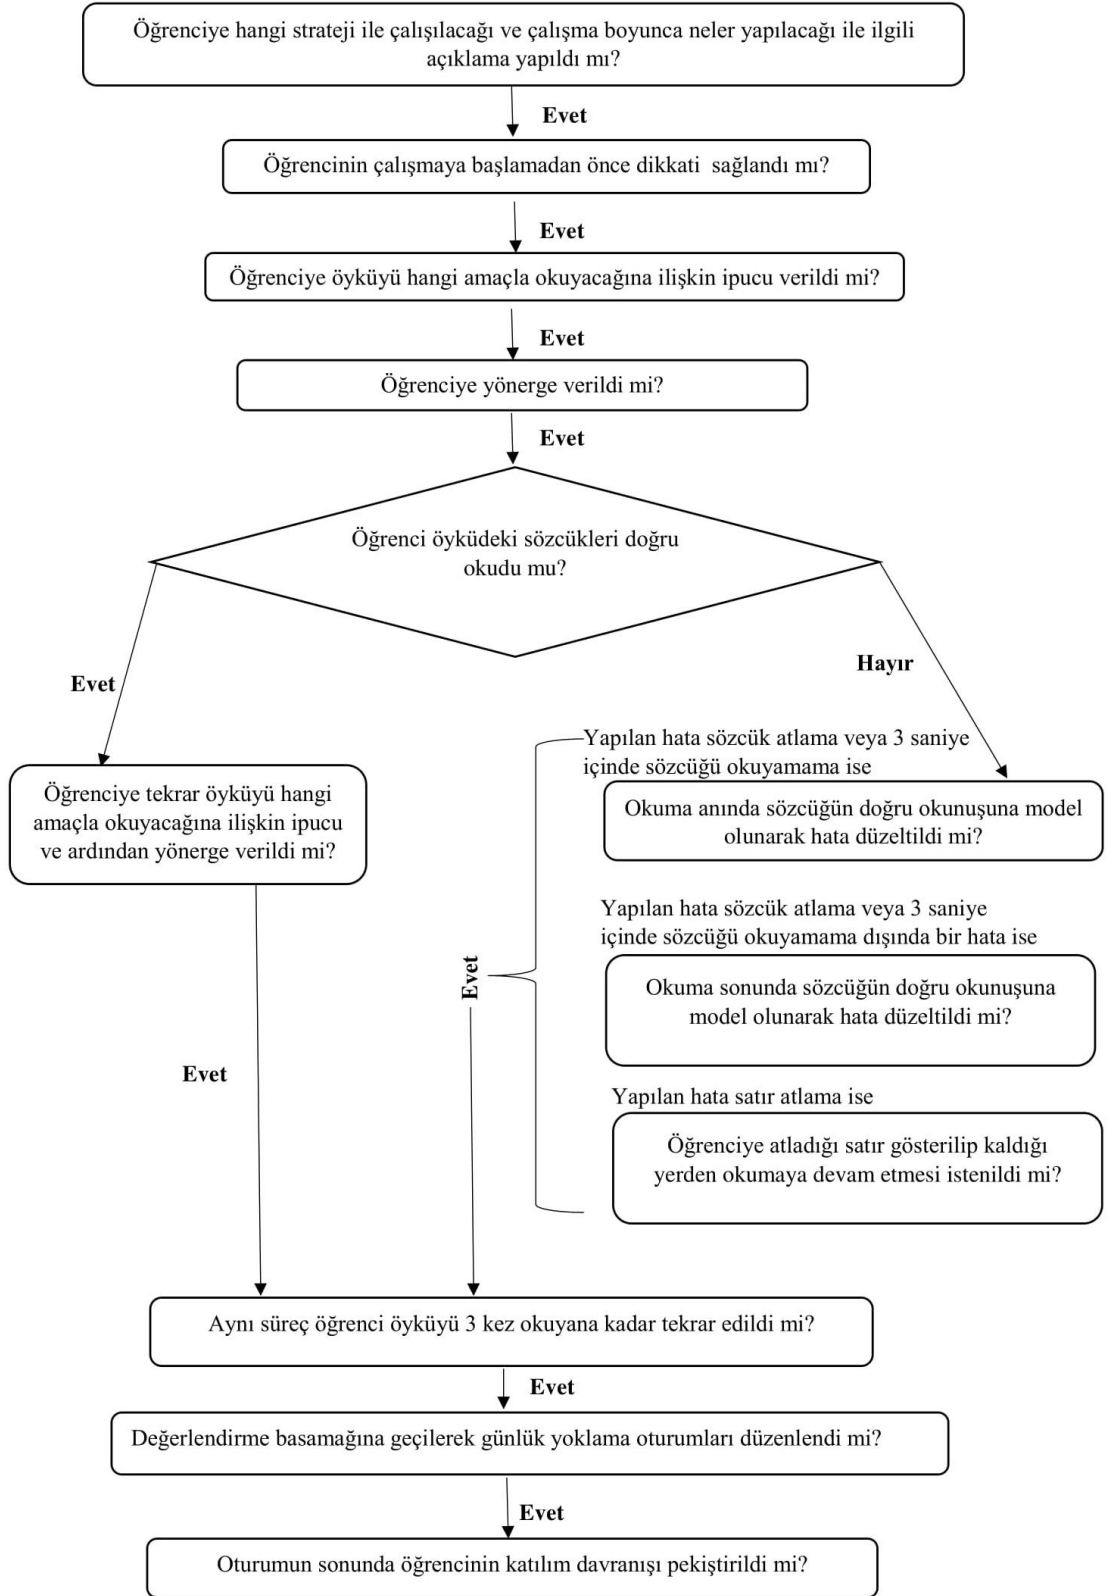 Öğrenciye hangi strateji ile çalışılacağı ve çalışma boyunca neler yapılacağı ile ilgili
açıklama yapıldı mı?
Evet
Öğrencinin çalışmaya başlamadan önce dikkati sağlandı mı?
Evet
Öğrenciye öyküyü hangi amaçla okuyacağına ilişkin ipucu verildi mi?
Evet
Öğrenciye yönerge verildi mi?
Evet
Öğrenci öyküdeki sözcükleri doğru
okudu mu?
Evet
Hayır
Öğrenciye tekrar öyküyü hangi
amaçla okuyacağına ilişkin ipucu
ve ardından yönerge verildi mi?
Yapılan hata sözcük atlama veya 3 saniye
içinde sözcüğü okuyamama ise
Okuma anında sözcüğün doğru okunuşuna model
olunarak hata düzeltildi mi?
Yapılan hata sözcük atlama veya 3 saniye
içinde sözcüğü okuyamama dışında bir hata ise
Okuma sonunda sözcüğün doğru okunuşuna
model olunarak hata düzeltildi mi?
Yapılan hata satır atlama ise
Öğrenciye atladığı satır gösterilip kaldığı
yerden okumaya devam etmesi istenildi mi?
Evet
Evet
Aynı süreç öğrenci öyküyü 3 kez okuyana kadar tekrar edildi mi?
Evet
Değerlendirme basamağına geçilerek günlük yoklama oturumları düzenlendi mi?
Evet
Oturumun sonunda öğrencinin katılım davranışı pekiştirildi mi?